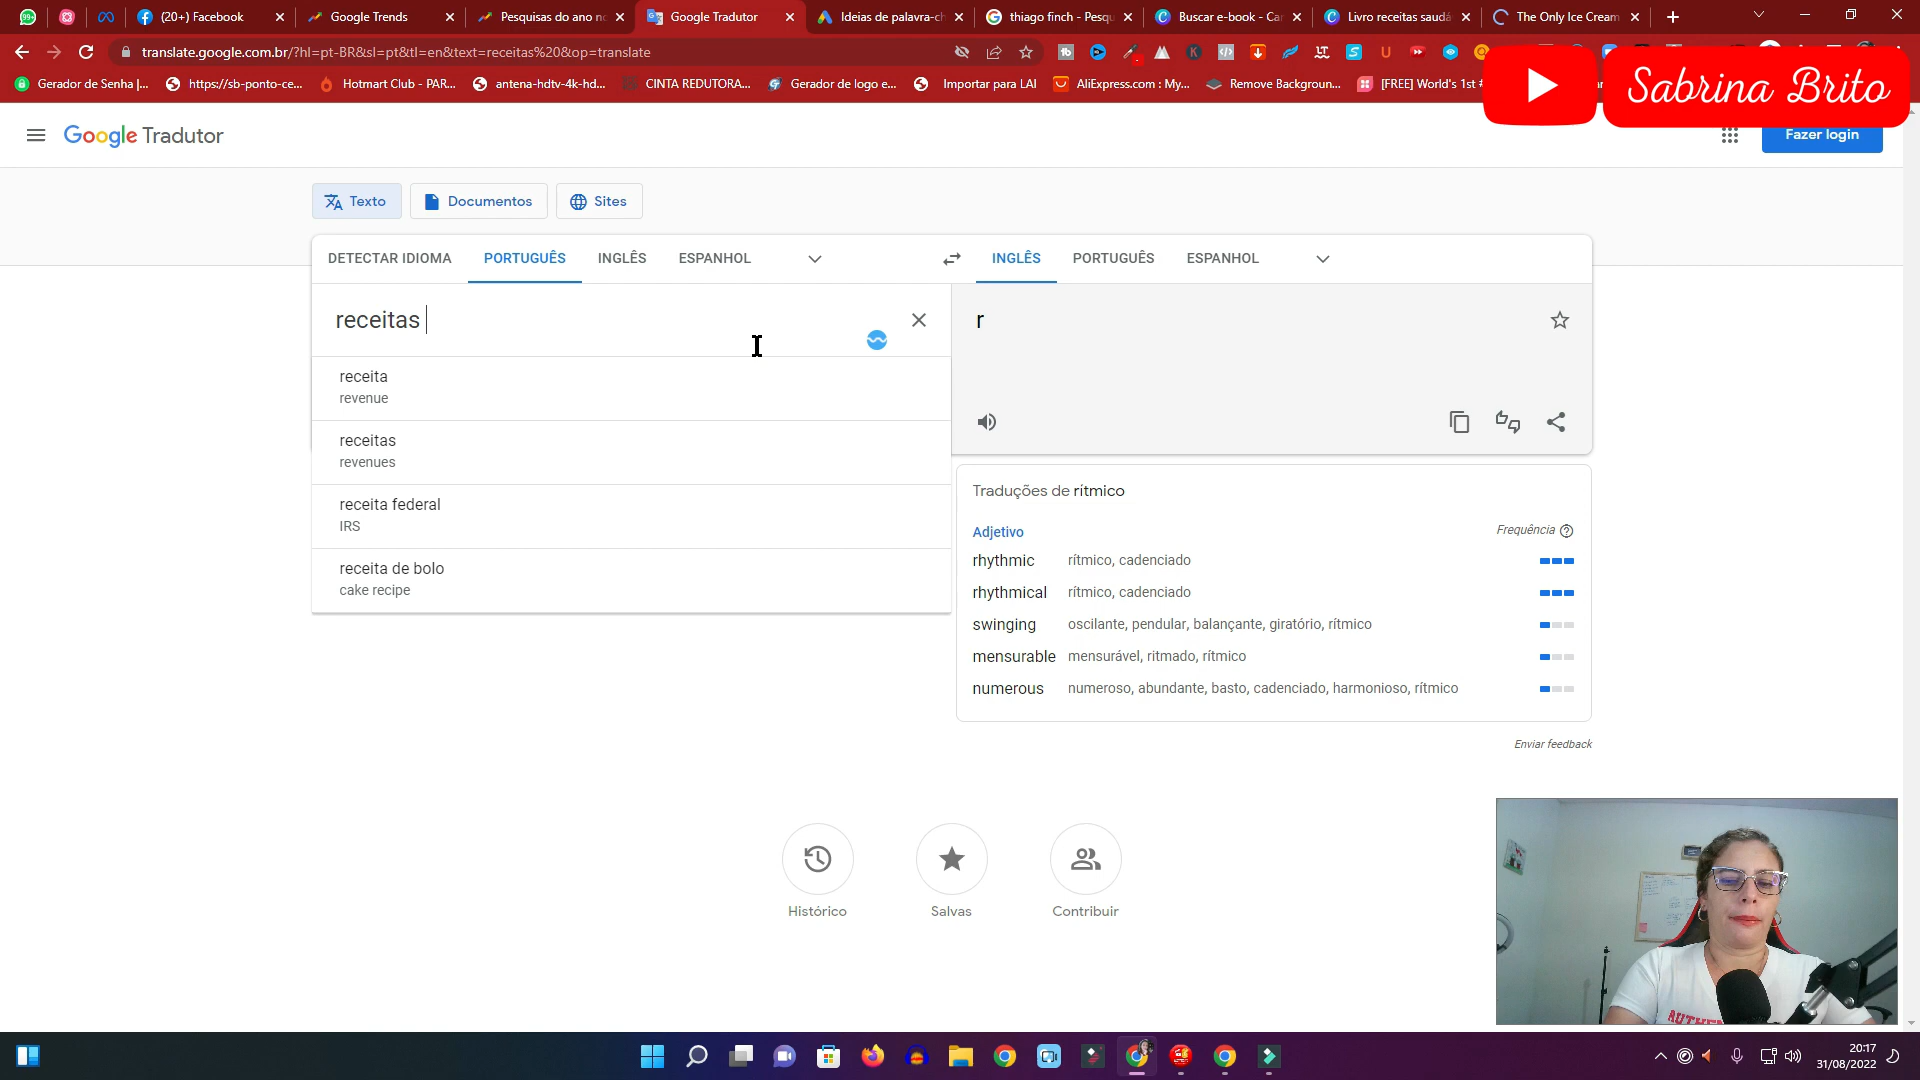 (20+) Facebook
Google Trends
Pesquisas do ano n
Google Tradutor
Ideias de palavra-ch
thiago finch - Pesqu
Buscar e-book - Ca
Livro receitas saudá
The Only Ice Cream
translate.google.com.br/?hl=pt-BR&sl=pt&tl=en&text=receitas%20&op=translate
Gerador de Senha |...
https://sb-ponto-ce...
Hotmart Club - PAR...
antena-hdtv-4k-hd...
CINTA REDUTORA...
Gerador de logo e...
Importar para LAI
AliExpress.com : My...
Remove Backgroun...
[FREE] World's 1st
Sabrina Brito
Google Tradutor
Fazer login
Texto
Documentos
Sites
DETECTAR IDIOMA
PORTUGUÊS
INGLÊS
ESPANHOL
INGLÊS
PORTUGUÊS
ESPANHOL
receitas
r
receita
revenue
receitas
revenues
receita federal
IRS
receita de bolo
cake recipe
Traduções de rítmico
Adjetivo
Frequência
rhythmic rítmico, cadenciado
rhythmical rítmico, cadenciado
swinging oscilante, pendular, balançante, giratório, rítmico
mensurable mensurável, ritmado, rítmico
numerous numeroso, abundante, basto, cadenciado, harmonioso, rítmico
Enviar feedback
Histórico
Salvas
Contribuir
20:17
31/08/2022